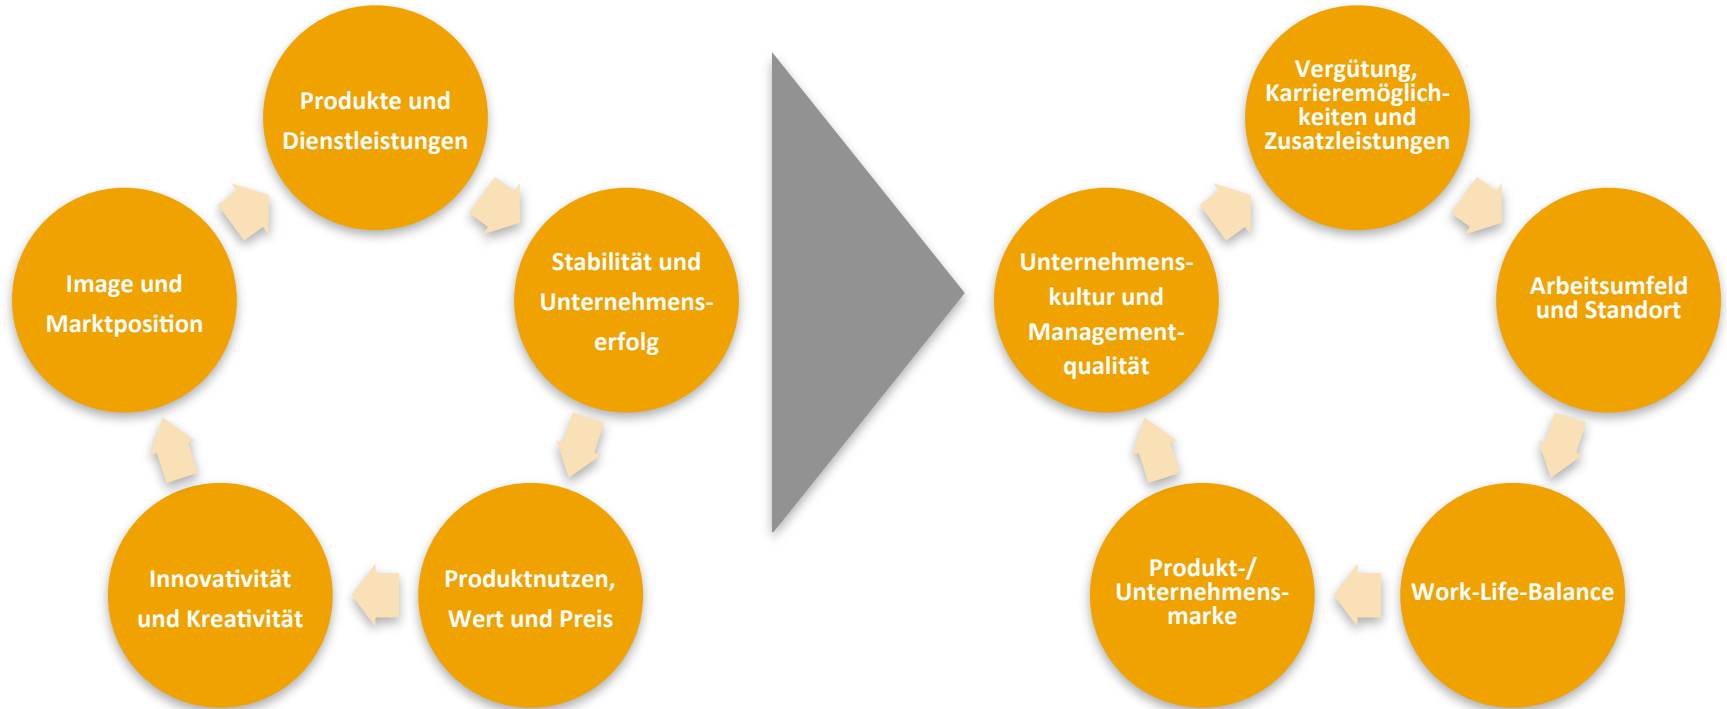 Produkte und
Dienstleistungen
Stabilität und
Unternehmens-
erfolg
Produktnutzen,
Wert und Preis
Innovativität
und Kreativität
Image und
Marktposition
Vergütung,
Karrieremöglich-
keiten und
Zusatzleistungen
Arbeitsumfeld
und Standort
Work-Life-Balance
Produkt-/
Unternehmens-
marke
Unternehmens-
kultur und
Management-
qualität